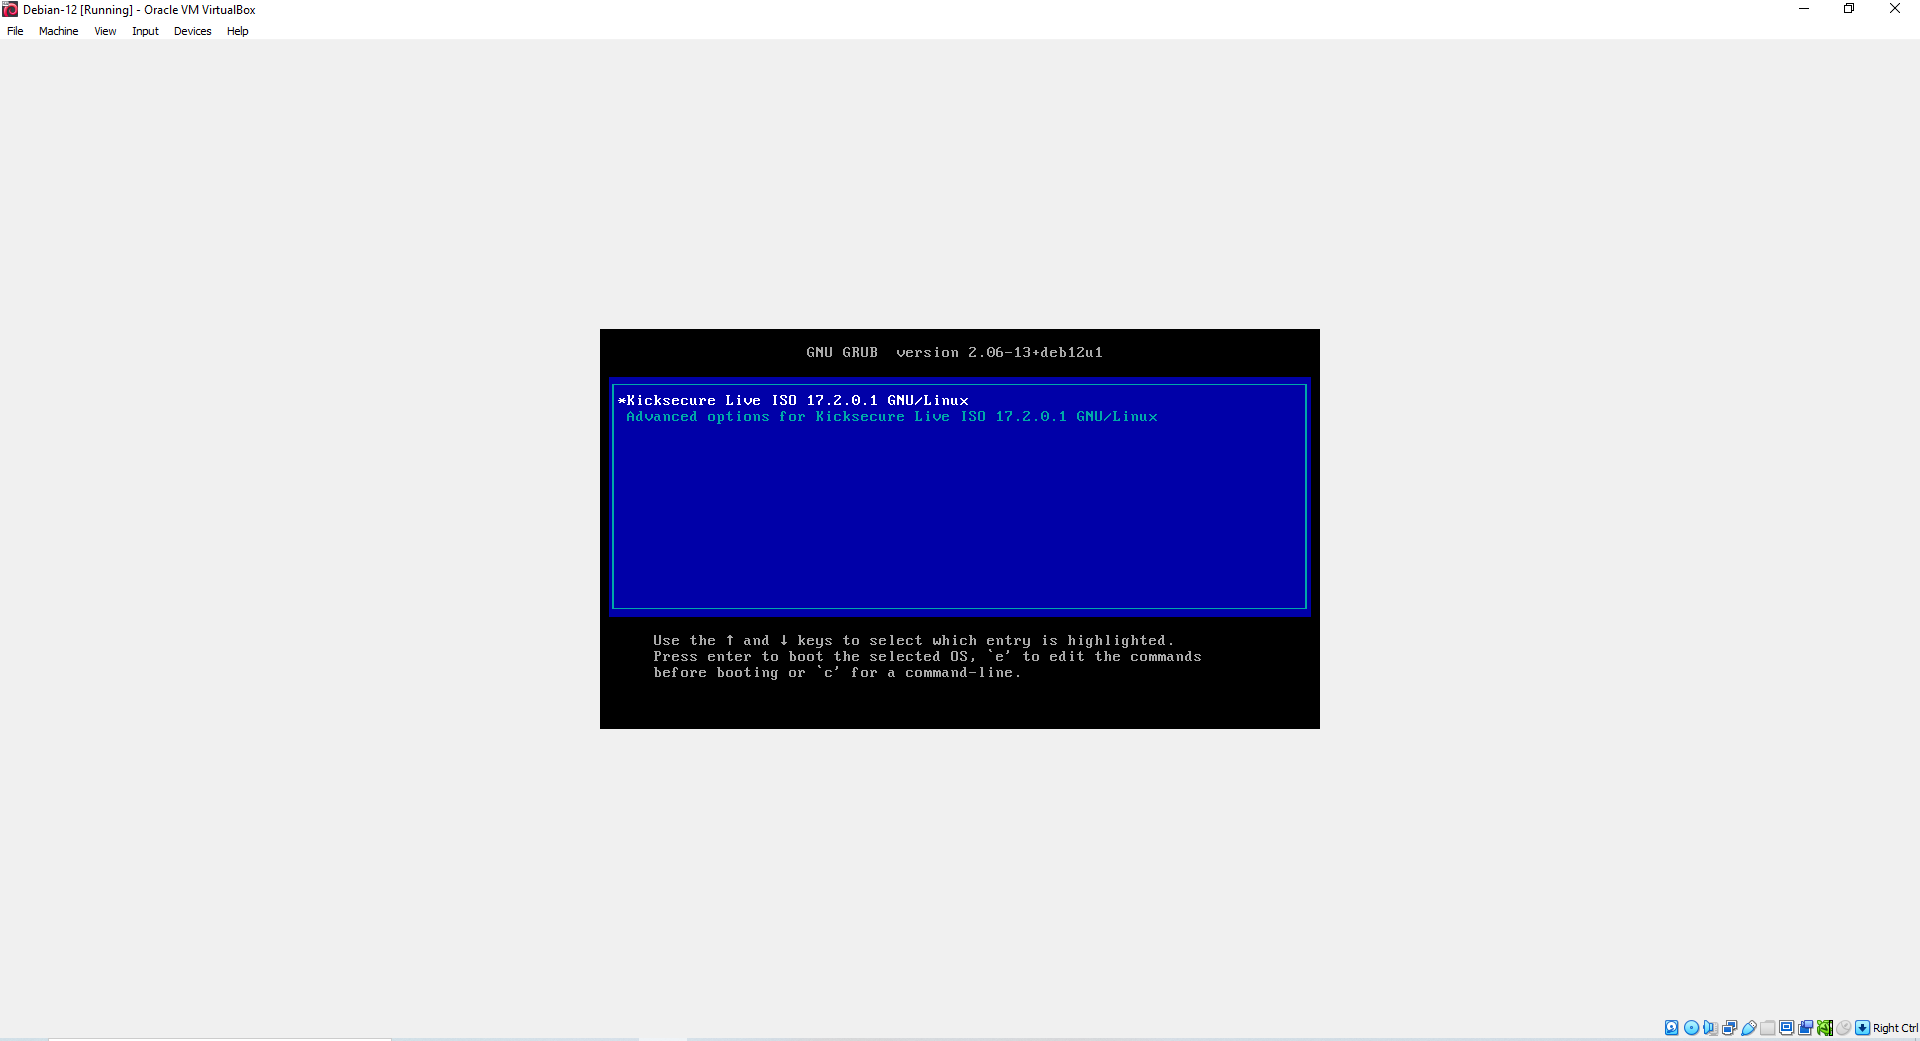 Debian-12 [Running] - Oracle VM VirtualBox
File Machine View Input Devices Help
GNU GRUB  version 2.06-13+deb12u1
*Kicksecure Live ISO 17.2.0.1 GNU/Linux
Advanced options for Kicksecure Live ISO 17.2.0.1 GNU/Linux
Use the ↑ and ↓ keys to select which entry is highlighted.
Press enter to boot the selected OS, `e' to edit the commands
before booting or `c' for a command-line.
Right Ctrl